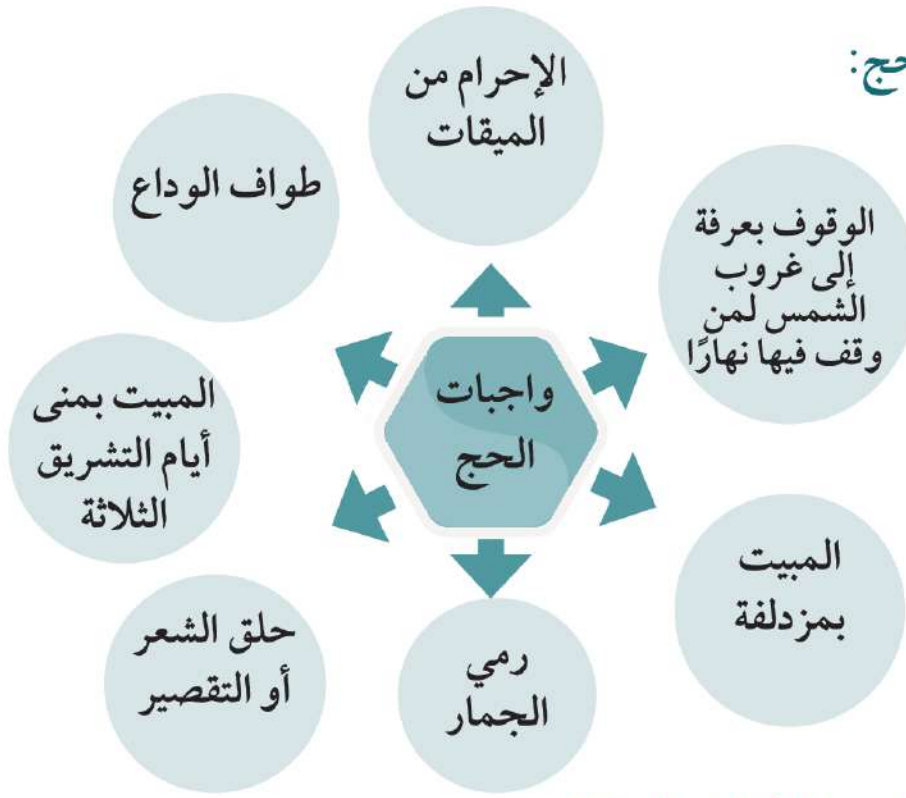 حج:
الإحرام من
الميقات
الوقوف بعرفة
إلى غروب
الشمس لمن
وقف فيها نهارًا
المبيت
بمزدلفة
رمي
الجمار
حلق الشعر
أو التقصير
المبيت بمنى
أيام التشريق
الثلاثة
طواف الوداع
واجبات
الحج